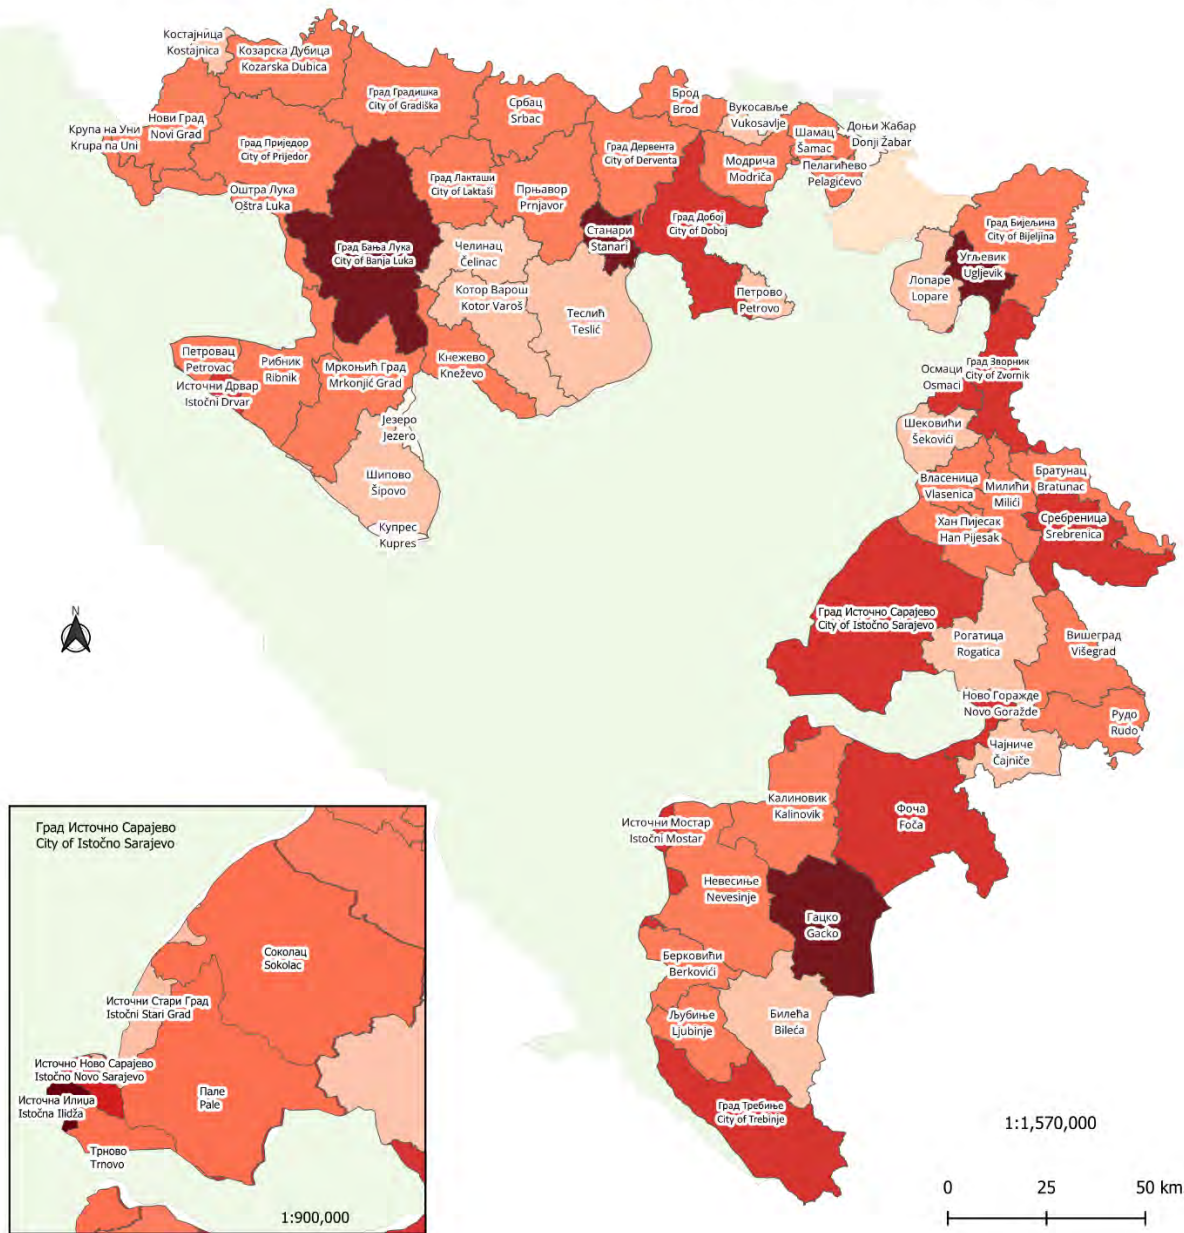 Костајница
Kostajnica
Козарска Дубица
Kozarska Dubica
Град Градишка
City of Gradiška
Србац
Srbac
Брод
Brod
Вукосавље
Vukosavlje
Шамац
Šamac
Доњи Жабар
Donji Žabar
Крупа на Уни
Krupa na Uni
Нови Град
Novi Grad
Град Приједор
City of Prijedor
Град Дервента
City of Derventa
Модрича
Modriča
Пелагићево
Pelagićevo
Оштра Лука
Oštra Luka
Град Лакташи
City of Laktaši
Прњавор
Prnjavor
Град Бања Лука
City of Banja Luka
Челинац
Čelinac
Станари
Stanari
Град Добој
City of Doboj
Град Бијељина
City of Bijeljina
Угљевик
Ugljevik
Лопаре
Lopare
Котор Варош
Kotor Varoš
Теслић
Teslić
Петрово
Petrovo
Петровац
Petrovac
Рибник
Ribnik
Мркоњић Град
Mrkonjić Grad
Кнежево
Kneževo
Источни Дрвар
Istočni Drvar
Језеро
Jezero
Шипово
Šipovo
Купрес
Kupres
Осмаци
Osmaci
Град Зворник
City of Zvornik
Шековићи
Šekovići
Власеница
Vlasenica
Милићи
Milići
Братунац
Bratunac
Хан Пијесак
Han Pijesak
Сребреница
Srebrenica
Град Источно Сарајево
City of Istočno Sarajevo
Рогатица
Rogatica
Вишеград
Višegrad
Ново Горажде
Novo Goražde
Рудо
Rudo
Чајниче
Čajniče
N
Калиновик
Kalinovik
Фоча
Foča
Источни Мостар
Istočni Mostar
Невесиње
Nevesinje
Гацко
Gacko
Берковићи
Berkovići
Љубиње
Ljubinje
Билећа
Bileća
Град Требиње
City of Trebinje
Град Источно Сарајево
City of Istočno Sarajevo
Соколац
Sokolac
Источни Стари Град
Istočni Stari Grad
Источно Ново Сарајево
Istočno Novo Sarajevo
Источна Илиџа
Istočna Ilidža
Пале
Pale
Трново
Trnovo
1:900,000
1:1,570,000
0 25 50 km